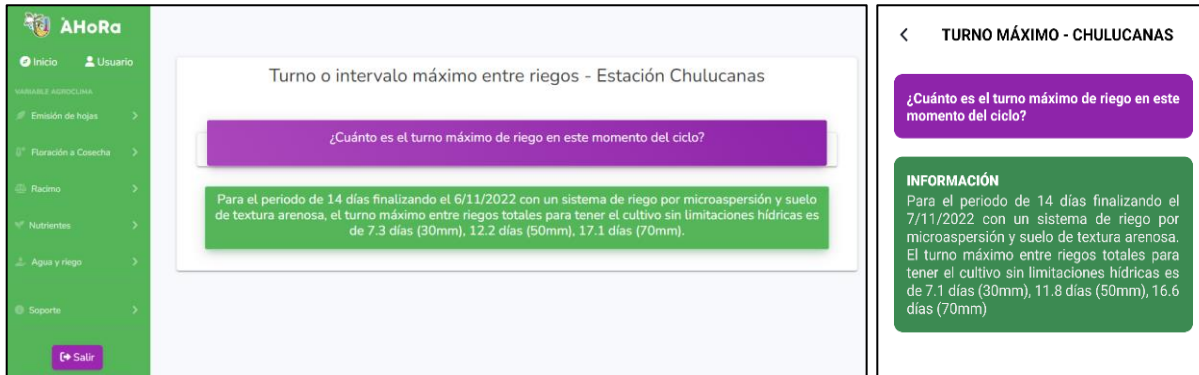 ÀHoRa
Inicio
Usuario
VARIABLE AGROCLIMA
Emisión de hojas
Floración a Cosecha
Racimo
Nutrientes
Agua y riego
Soporte
Salir
Turno o intervalo máximo entre riegos - Estación Chulucanas
¿Cuánto es el turno máximo de riego en este momento del ciclo?
Para el periodo de 14 días finalizando el 6/11/2022 con un sistema de riego por microaspersión y suelo
de textura arenosa, el turno máximo entre riegos totales para tener el cultivo sin limitaciones hídricas es
de 7.3 días (30mm), 12.2 días (50mm), 17.1 días (70mm).
TURNO MÁXIMO - CHULUCANAS
¿Cuánto es el turno máximo de riego en este
momento del ciclo?
INFORMACIÓN
Para el periodo de 14 días finalizando el
7/11/2022 con un sistema de riego por
microaspersión y suelo de textura arenosa.
El turno máximo entre riegos totales para
tener el cultivo sin limitaciones hídricas es
de 7.1 días (30mm), 11.8 días (50mm), 16.6
días (70mm)